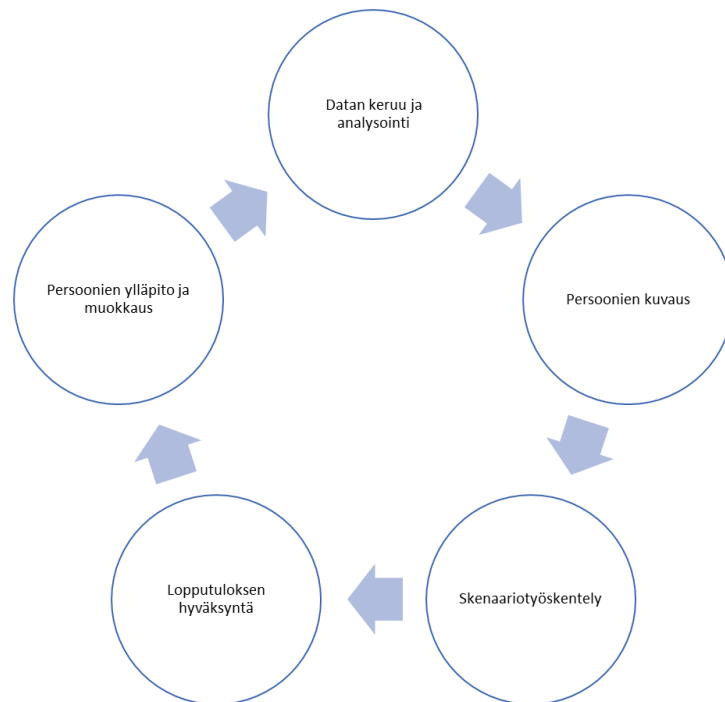 Datan keruu ja
analysointi
Persoonien kuvaus
Skenaariotyöskentely
Lopputuloksen
hyväksyntä
Persoonien ylläpito ja
muokkaus